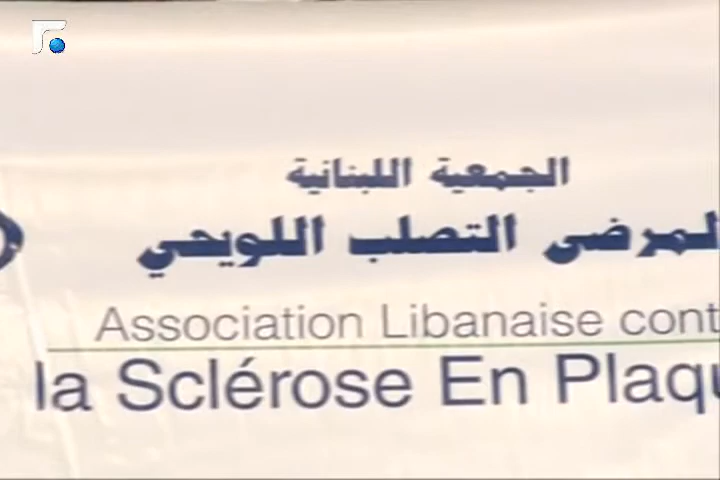 الجمعية اللبنانية
لمرضى التصلب اللويحي
Association Libanaise cont
la Sclérose En Plaqu